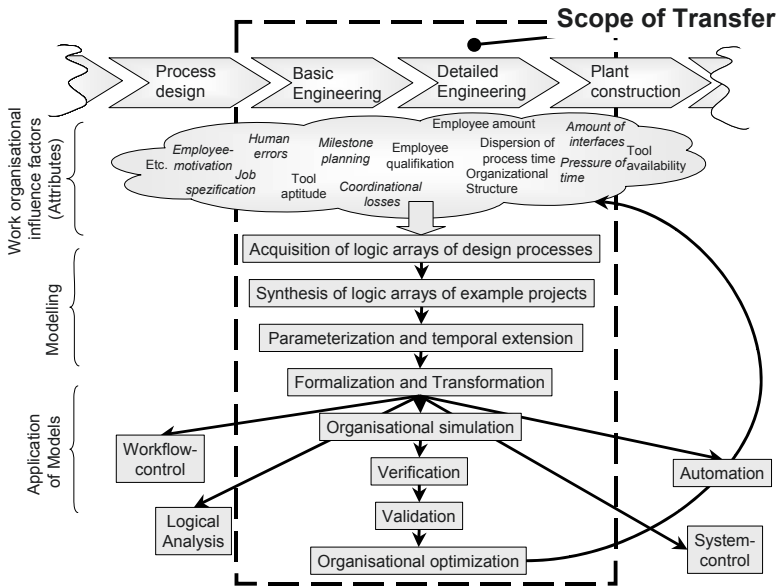 Scope of Transfer
Process
design
Basic
Engineering
Detailed
Engineering
Plant
construction
Work organisational
influence factors
(Attributes)
Etc.
Employee-
motivation
Job
spezification
Human
errors
Tool
aptitude
Milestone
planning
Coordinational
losses
Employee
qualifikation
Employee amount
Dispersion of
process time
Organizational
Structure
Amount of
interfaces
Pressure of
time
Tool
availability
Modelling
Acquisition of logic arrays of design processes
Synthesis of logic arrays of example projects
Parameterization and temporal extension
Application
of Models
Formalization and Transformation
Organisational simulation
Workflow-
control
Verification
Automation
Validation
Logical
Analysis
System-
control
Organisational optimization